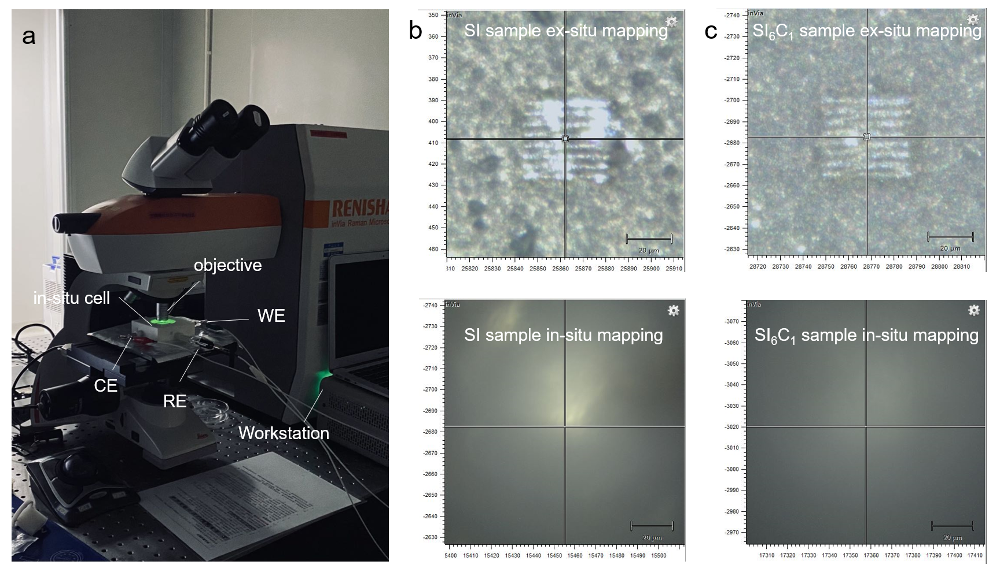 a
RENISHA
inVia Raman Micros
objective
in-situ cell
WE
CE
RE
Workstation
b
inVia
SI sample ex-situ mapping
350
360
370
380
390
400
410
420
430
440
450
460
20 µm
310 25820 25830 25840 25850 25860 25870 25880 25890 25900 25910
inVia
SI sample in-situ mapping
-2740
-2730
-2720
-2710
-2700
-2690
-2680
-2670
-2660
-2650
-2640
-2630
20 µm
5400 15410 15420 15430 15440 15450 15460 15470 15480 15490 15500
c
inVia
SI₆C₁ sample ex-situ mapping
-2740
-2730
-2720
-2710
-2700
-2690
-2680
-2670
-2660
-2650
-2640
-2630
20 µm
28720 28730 28740 28750 28760 28770 28780 28790 28800 28810
inVia
SI₆C₁ sample in-situ mapping
-3070
-3060
-3050
-3040
-3030
-3020
-3010
-3000
-2990
-2980
-2970
20 µm
17310 17320 17330 17340 17350 17360 17370 17380 17390 17400 17410